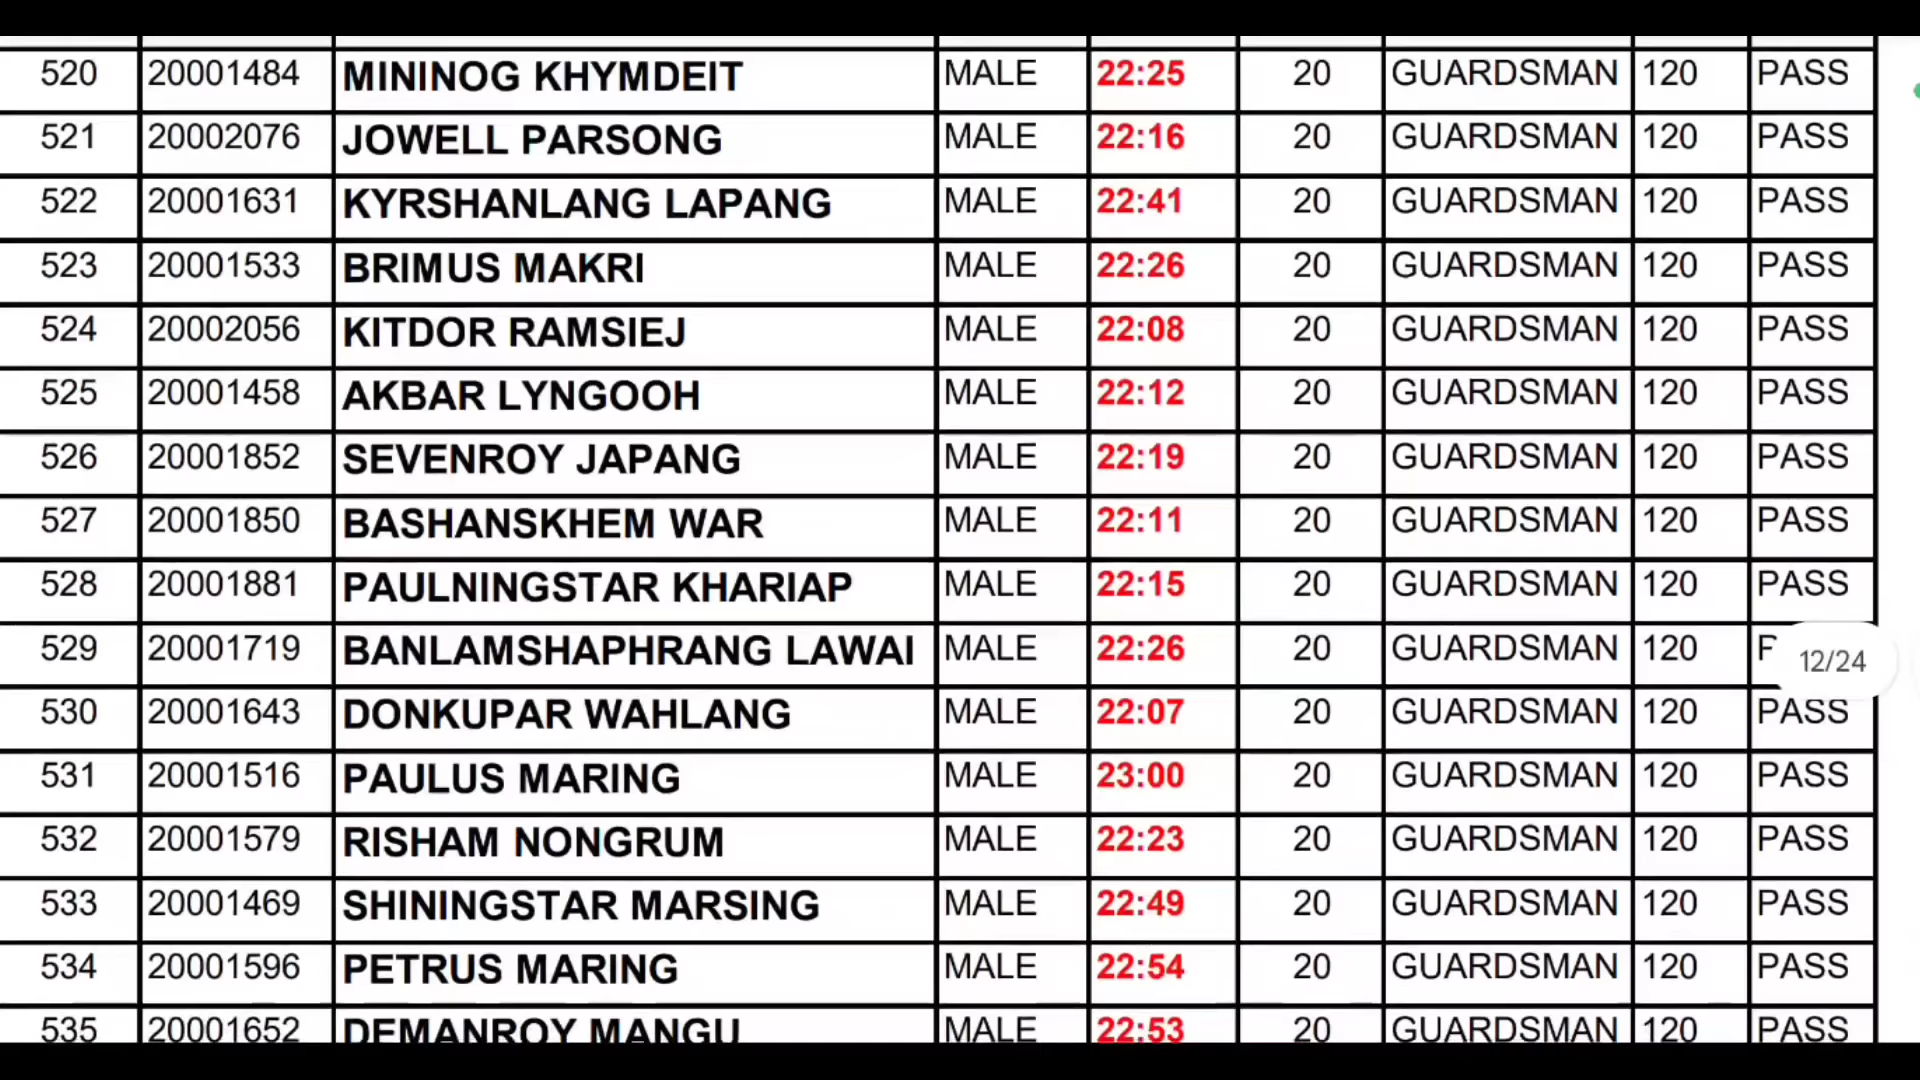 520 20001484 MININOG KHYMDEIT MALE 22:25 20 GUARDSMAN 120 PASS
521 20002076 JOWELL PARSONG MALE 22:16 20 GUARDSMAN 120 PASS
522 20001631 KYRSHANLANG LAPANG MALE 22:41 20 GUARDSMAN 120 PASS
523 20001533 BRIMUS MAKRI MALE 22:26 20 GUARDSMAN 120 PASS
524 20002056 KITDOR RAMSIEJ MALE 22:08 20 GUARDSMAN 120 PASS
525 20001458 AKBAR LYNGOOH MALE 22:12 20 GUARDSMAN 120 PASS
526 20001852 SEVENROY JAPANG MALE 22:19 20 GUARDSMAN 120 PASS
527 20001850 BASHANSKHEM WAR MALE 22:11 20 GUARDSMAN 120 PASS
528 20001881 PAULNINGSTAR KHARIAP MALE 22:15 20 GUARDSMAN 120 PASS
529 20001719 BANLAMSHAPHRANG LAWAI MALE 22:26 20 GUARDSMAN 120
12/24
530 20001643 DONKUPAR WAHLANG MALE 22:07 20 GUARDSMAN 120 PASS
531 20001516 PAULUS MARING MALE 23:00 20 GUARDSMAN 120 PASS
532 20001579 RISHAM NONGRUM MALE 22:23 20 GUARDSMAN 120 PASS
533 20001469 SHININGSTAR MARSING MALE 22:49 20 GUARDSMAN 120 PASS
534 20001596 PETRUS MARING MALE 22:54 20 GUARDSMAN 120 PASS
535 20001652 DEMANROY MANGU MALE 22:53 20 GUARDSMAN 120 PASS